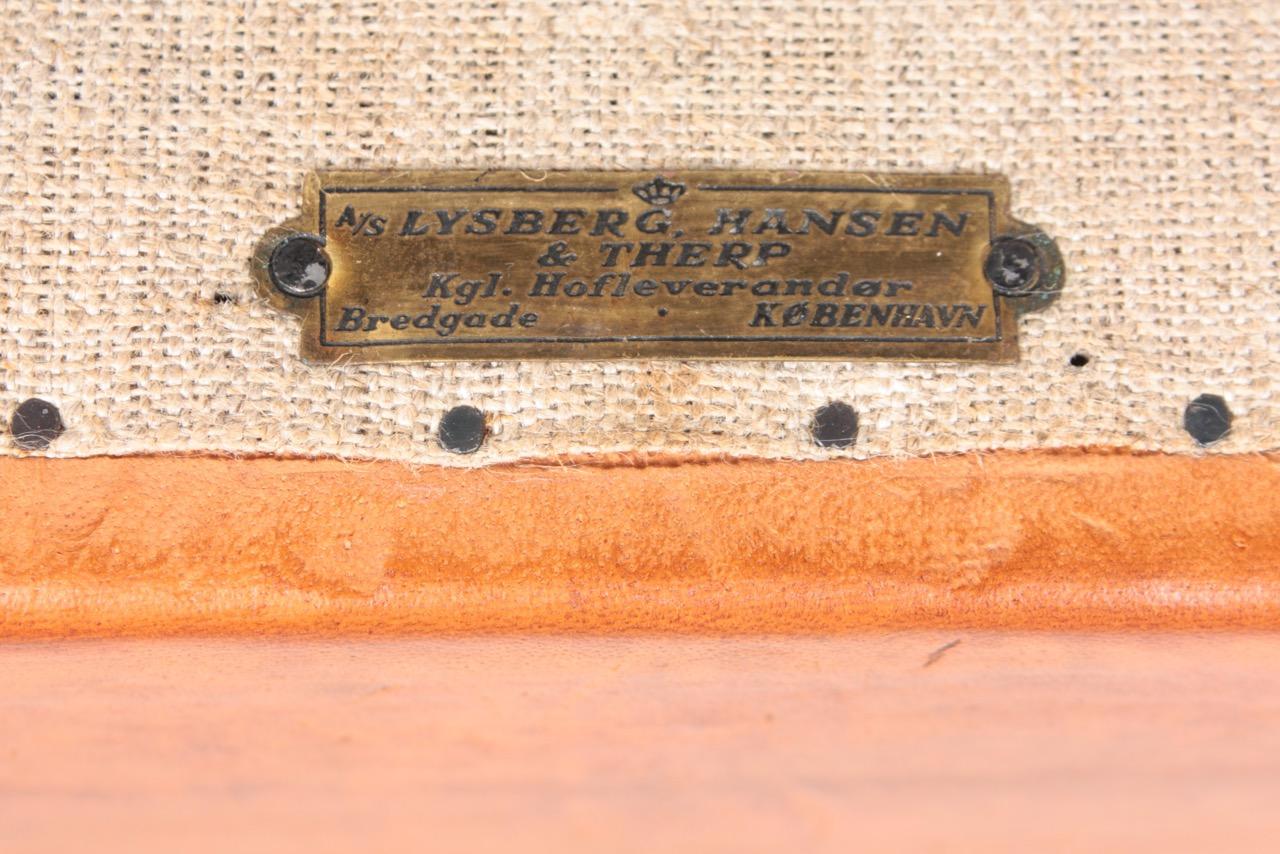 A/S LYSBERG, HANSEN
& THERP
Kgl. Hofleverandør
Bredgade • KØBENHAVN